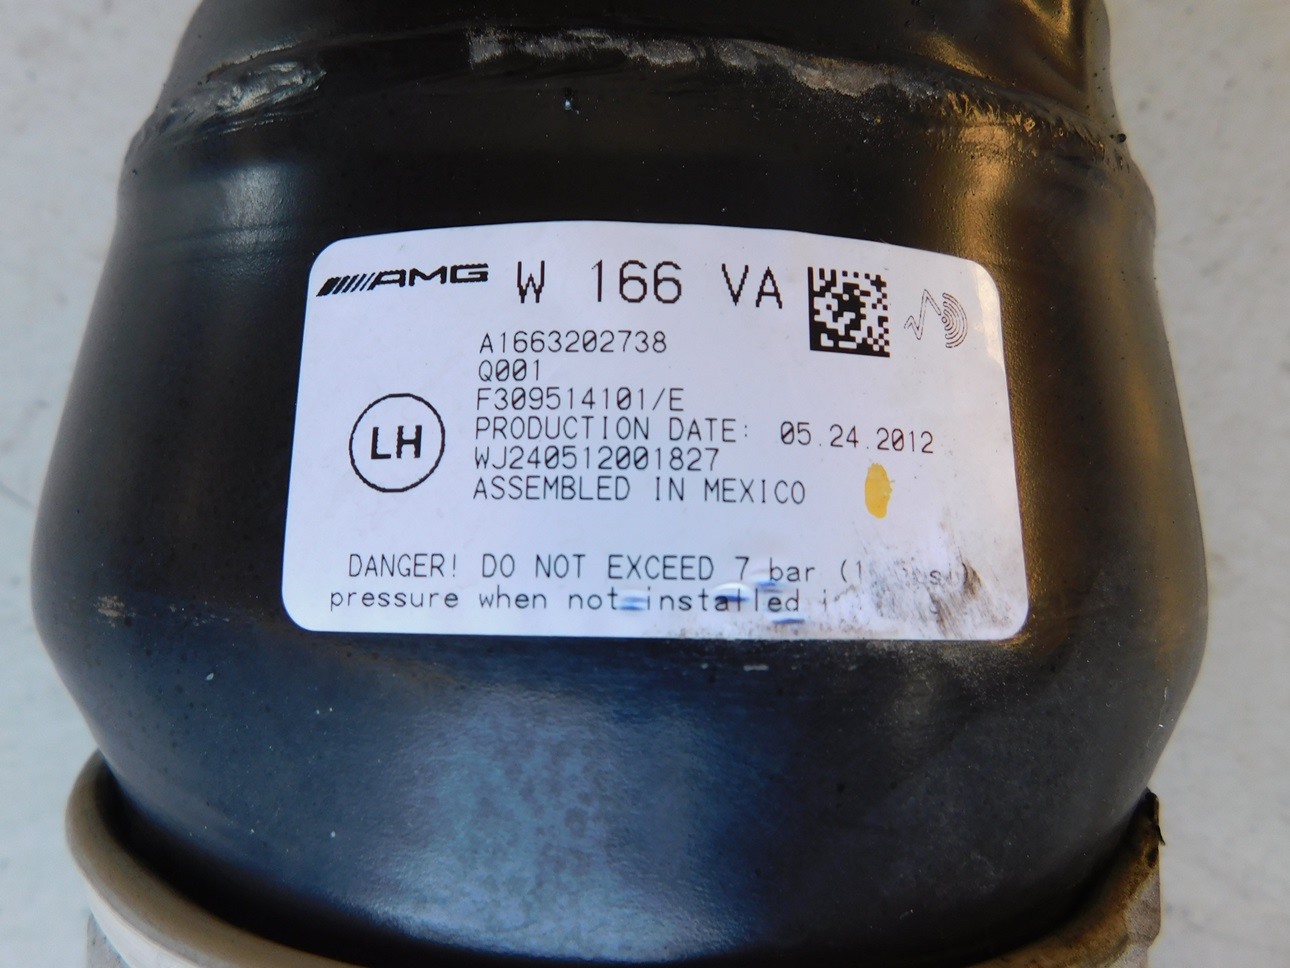 AMG W 166 VA
A1663202738
Q001
F309514101/E
LH
PRODUCTION DATE: 05.24.2012
WJ240512001827
ASSEMBLED IN MEXICO
DANGER! DO NOT EXCEED 7 bar
pressure when not installed